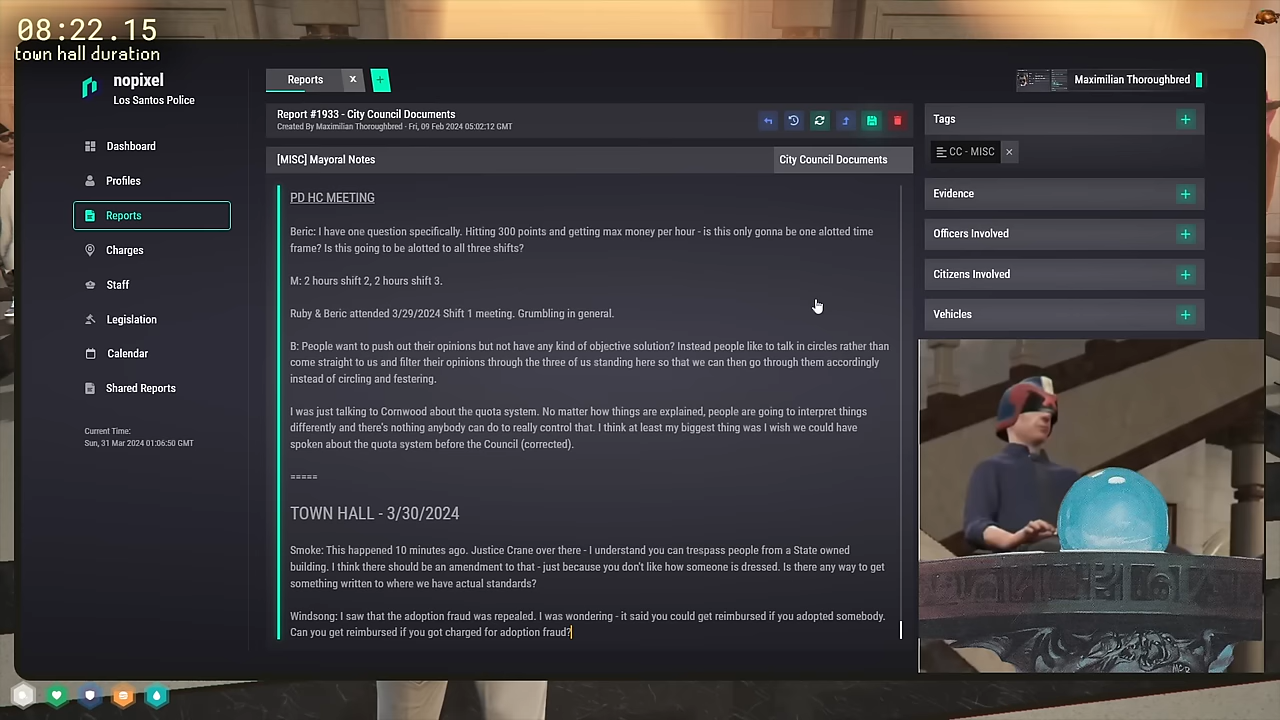 08:22.15
town hall duration
nopixel
Los Santos Police
Dashboard
Profiles
Reports
Charges
Staff
Legislation
Calendar
Shared Reports
Current Time:
Sun, 31 Mar 2024 01:06:50 GMT
Reports
x
+
Maximilian Thoroughbred
Report #1933 - City Council Documents
Created By Maximilian Thoroughbred · Fri, 09 Feb 2024 05:02:12 GMT
[MISC] Mayoral Notes
City Council Documents
PD HC MEETING
Beric: I have one question specifically. Hitting 300 points and getting max money per hour - is this only gonna be one alotted time
frame? Is this going to be alotted to all three shifts?
M: 2 hours shift 2, 2 hours shift 3.
Ruby & Beric attended 3/29/2024 Shift 1 meeting. Grumbling in general.
B: People want to push out their opinions but not have any kind of objective solution? Instead people like to talk in circles rather than
come straight to us and filter their opinions through the three of us standing here so that we can then go through them accordingly
instead of circling and festering.
I was just talking to Cornwood about the quota system. No matter how things are explained, people are going to interpret things
differently and there's nothing anybody can do to really control that. I think at least my biggest thing was I wish we could have
spoken about the quota system before the Council (corrected).
=====
TOWN HALL - 3/30/2024
Smoke: This happened 10 minutes ago. Justice Crane over there - I understand you can trespass people from a State owned
building. I think there should be an amendment to that - just because you don't like how someone is dressed. Is there any way to get
something written to where we have actual standards?
Windsong: I saw that the adoption fraud was repealed. I was wondering - it said you could get reimbursed if you adopted somebody.
Can you get reimbursed if you got charged for adoption fraud?
Tags
+
CC - MISC
x
Evidence
+
Officers Involved
+
Citizens Involved
+
Vehicles
+